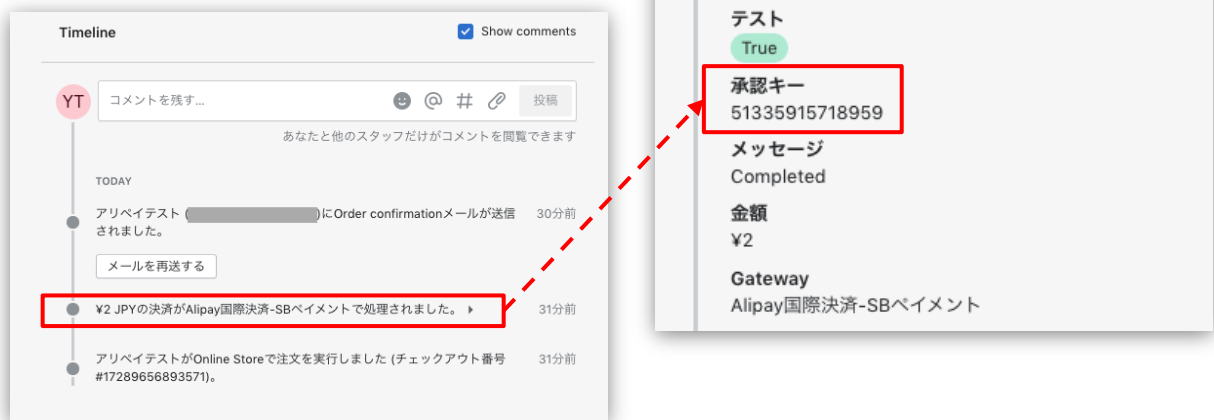 Timeline
Show comments
YT
コメントを残す...
投稿
あなたと他のスタッフだけがコメントを閲覧できます
TODAY
アリペイテスト ( )にOrder confirmationメールが送信
されました。
30分前
メールを再送する
¥2 JPYの決済がAlipay国際決済-SBペイメントで処理されました。
31分前
アリペイテストがOnline Storeで注文を実行しました (チェックアウト番号
#17289656893571)。
31分前
テスト
True
承認キー
51335915718959
メッセージ
Completed
金額
¥2
Gateway
Alipay国際決済-SBペイメント